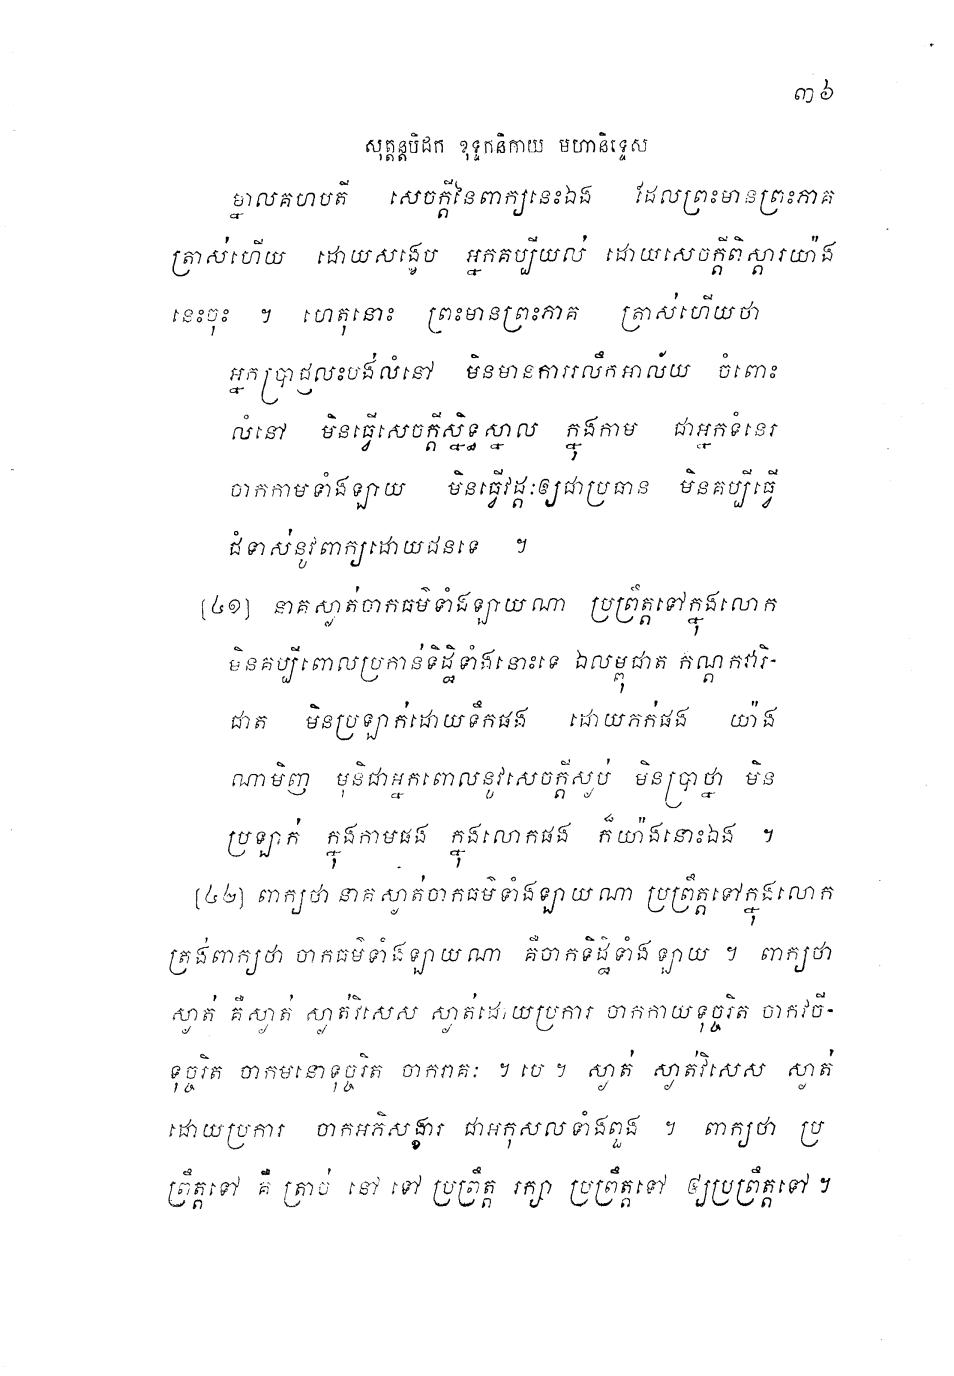 ៣៦
សុត្តន្តបិដក ខុទ្ទកនិកាយ មហានិទ្ទេស
ម្នាលគហបតី សេចក្តីនៃពាក្យនេះឯង ដែលព្រះមានព្រះភាគ
ត្រាស់ហើយ ដោយសង្ខេប អ្នកគប្បីយល់ ដោយសេចក្តីពិស្តារយ៉ាង
នេះចុះ ។ ហេតុនោះ ព្រះមានព្រះភាគ ត្រាស់ហើយថា
អ្នកប្រាជ្ញលះបង់លំនៅ មិនមានការរលឹកអាល័យ ចំពោះ
លំនៅ មិនធ្វើសេចក្តីស្និទ្ធស្នាល ក្នុងកាម ជាអ្នកទំនេរ
ចាកកាមទាំងឡាយ មិនធ្វើវដ្តៈឲ្យជាប្រធាន មិនគប្បីធ្វើ
ជំទាស់នូវពាក្យដោយជនទេ ។
[៤១] នាគស្ងាត់ចាកធម៌ទាំងឡាយណា ប្រព្រឹត្តទៅក្នុងលោក
មិនគប្បីពោលប្រកាន់ទិដ្ឋិទាំងនោះទេ ឯលម្ពុជាត កណ្តកវារិ-
ជាត មិនប្រឡាក់ដោយទឹកផង ដោយភក់ផង យ៉ាង
ណាមិញ មុនិជាអ្នកពោលនូវសេចក្តីស្ងប់ មិនប្រាថ្នា មិន
ប្រឡាក់ ក្នុងកាមផង ក្នុងលោកផង ក៏យ៉ាងនោះឯង ។
[៤២] ពាក្យថា នាគស្ងាត់ចាកធម៌ទាំងឡាយណា ប្រព្រឹត្តទៅក្នុងលោក
ត្រង់ពាក្យថា ចាកធម៌ទាំងឡាយណា គឺចាកទិដ្ឋិទាំងឡាយ ។ ពាក្យថា
ស្ងាត់ គឺស្ងាត់ ស្ងាត់វិសេស ស្ងាត់ដោយប្រការ ចាកកាយទុច្ចរិត ចាកវចី-
ទុច្ចរិត ចាកមនោទុច្ចរិត ចាករាគៈ ។ បេ ។ ស្ងាត់ ស្ងាត់វិសេស ស្ងាត់
ដោយប្រការ ចាកអភិសង្ខារ ជាអកុសលទាំងពួង ។ ពាក្យថា ប្រ
ព្រឹត្តទៅ គឺ ត្រាច់ នៅ ទៅ ប្រព្រឹត្ត រក្សា ប្រព្រឹត្តទៅ ឲ្យប្រព្រឹត្តទៅ ។